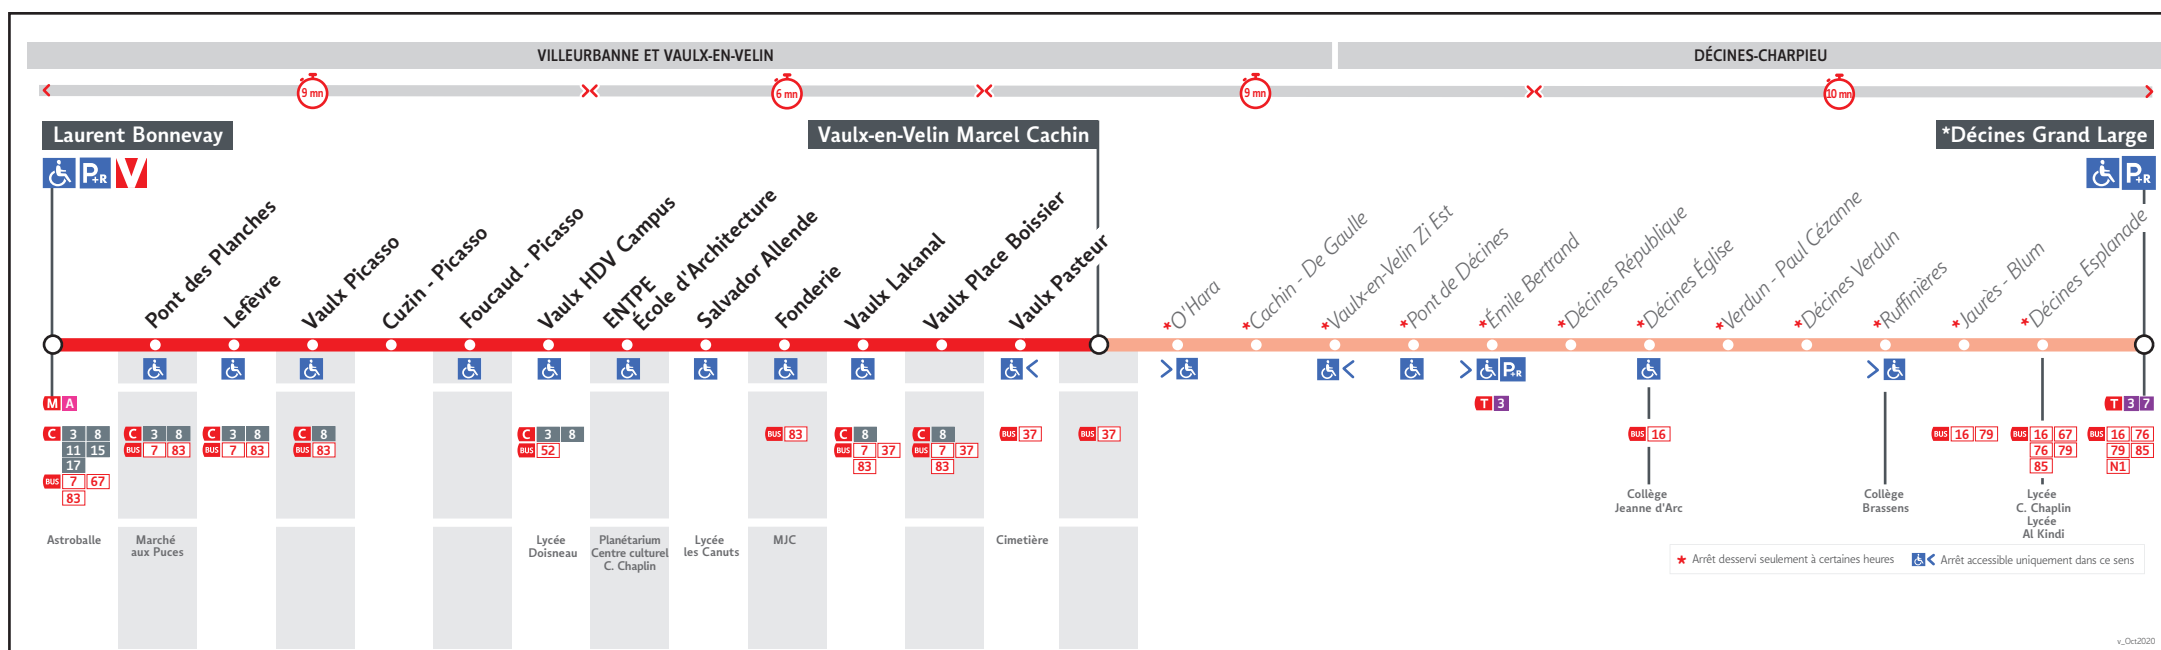 VILLEURBANNE ET VAULX-EN-VELIN
DÉCINES-CHARPIEU
9 mn
6 mn
9 mn
10 mn
Laurent Bonnevay
Vaulx-en-Velin Marcel Cachin
*Décines Grand Large
P+R
V
P+R
Pont des Planches
Lefèvre
Vaulx Picasso
Cuzin - Picasso
Foucaud - Picasso
Vaulx HDV Campus
ENTPE
École d'Architecture
Salvador Allende
Fonderie
Vaulx Lakanal
Vaulx Place Boissier
Vaulx Pasteur
*O'Hara
*Cachin - De Gaulle
*Vaulx-en-Velin Zi Est
*Pont de Décines
*Émile Bertrand
*Décines République
*Décines Église
*Verdun - Paul Cézanne
*Décines Verdun
*Ruffinières
*Jaurès - Blum
*Décines Esplanade
M A
C 3 8
11 15
17
BUS 7 67
83
Astroballe
C 3 8
BUS 7 83
Marché
aux Puces
C 3 8
BUS 7 83
C 8
BUS 83
C 3 8
BUS 52
Lycée
Doisneau
Planétarium
Centre culturel
C. Chaplin
Lycée
les Canuts
BUS 83
MJC
C 8
BUS 7 37
83
C 8
BUS 7 37
83
BUS 37
Cimetière
BUS 37
P+R
T 3
BUS 16
Collège
Jeanne d'Arc
Collège
Brassens
BUS 16 79
BUS 16 67
76 79
85
Lycée
C. Chaplin
Lycée
Al Kindi
T 3 7
BUS 16 76
79 85
N1
* Arrêt desservi seulement à certaines heures
< Arrêt accessible uniquement dans ce sens
v_Oct2020